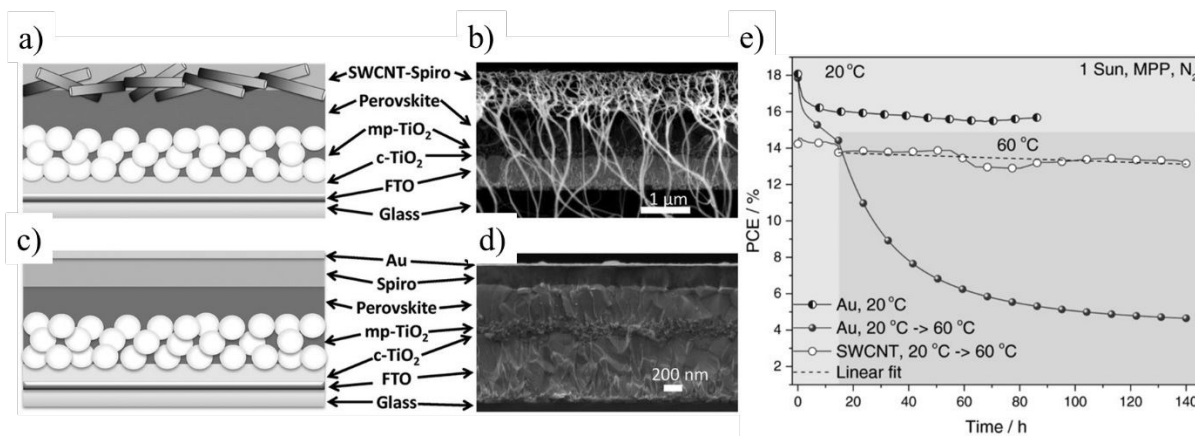 a)
SWCNT-Spiro
Perovskite
mp-TiO₂
c-TiO₂
FTO
Glass
b)
1 µm
c)
Au
Spiro
Perovskite
mp-TiO₂
c-TiO₂
FTO
Glass
d)
200 nm
e)
20 °C
1 Sun, MPP, N₂
60 °C
PCE / %
18
16
14
12
10
8
6
4
2
Au, 20 °C
Au, 20 °C -> 60 °C
SWCNT, 20 °C -> 60 °C
Linear fit
0 20 40 60 80 100 120 140
Time / h